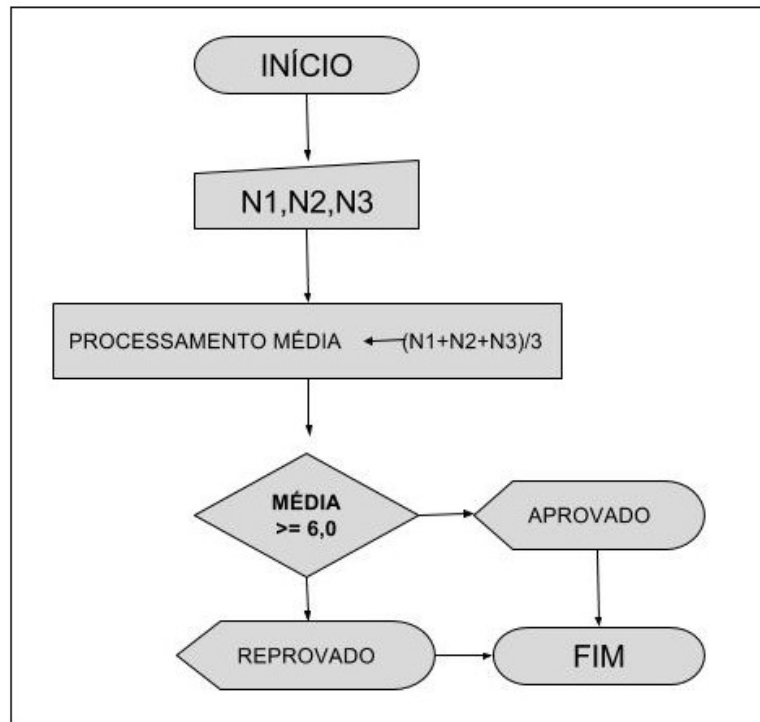 INÍCIO
N1,N2,N3
PROCESSAMENTO MÉDIA (N1+N2+N3)/3
MÉDIA
>= 6,0
APROVADO
REPROVADO
FIM